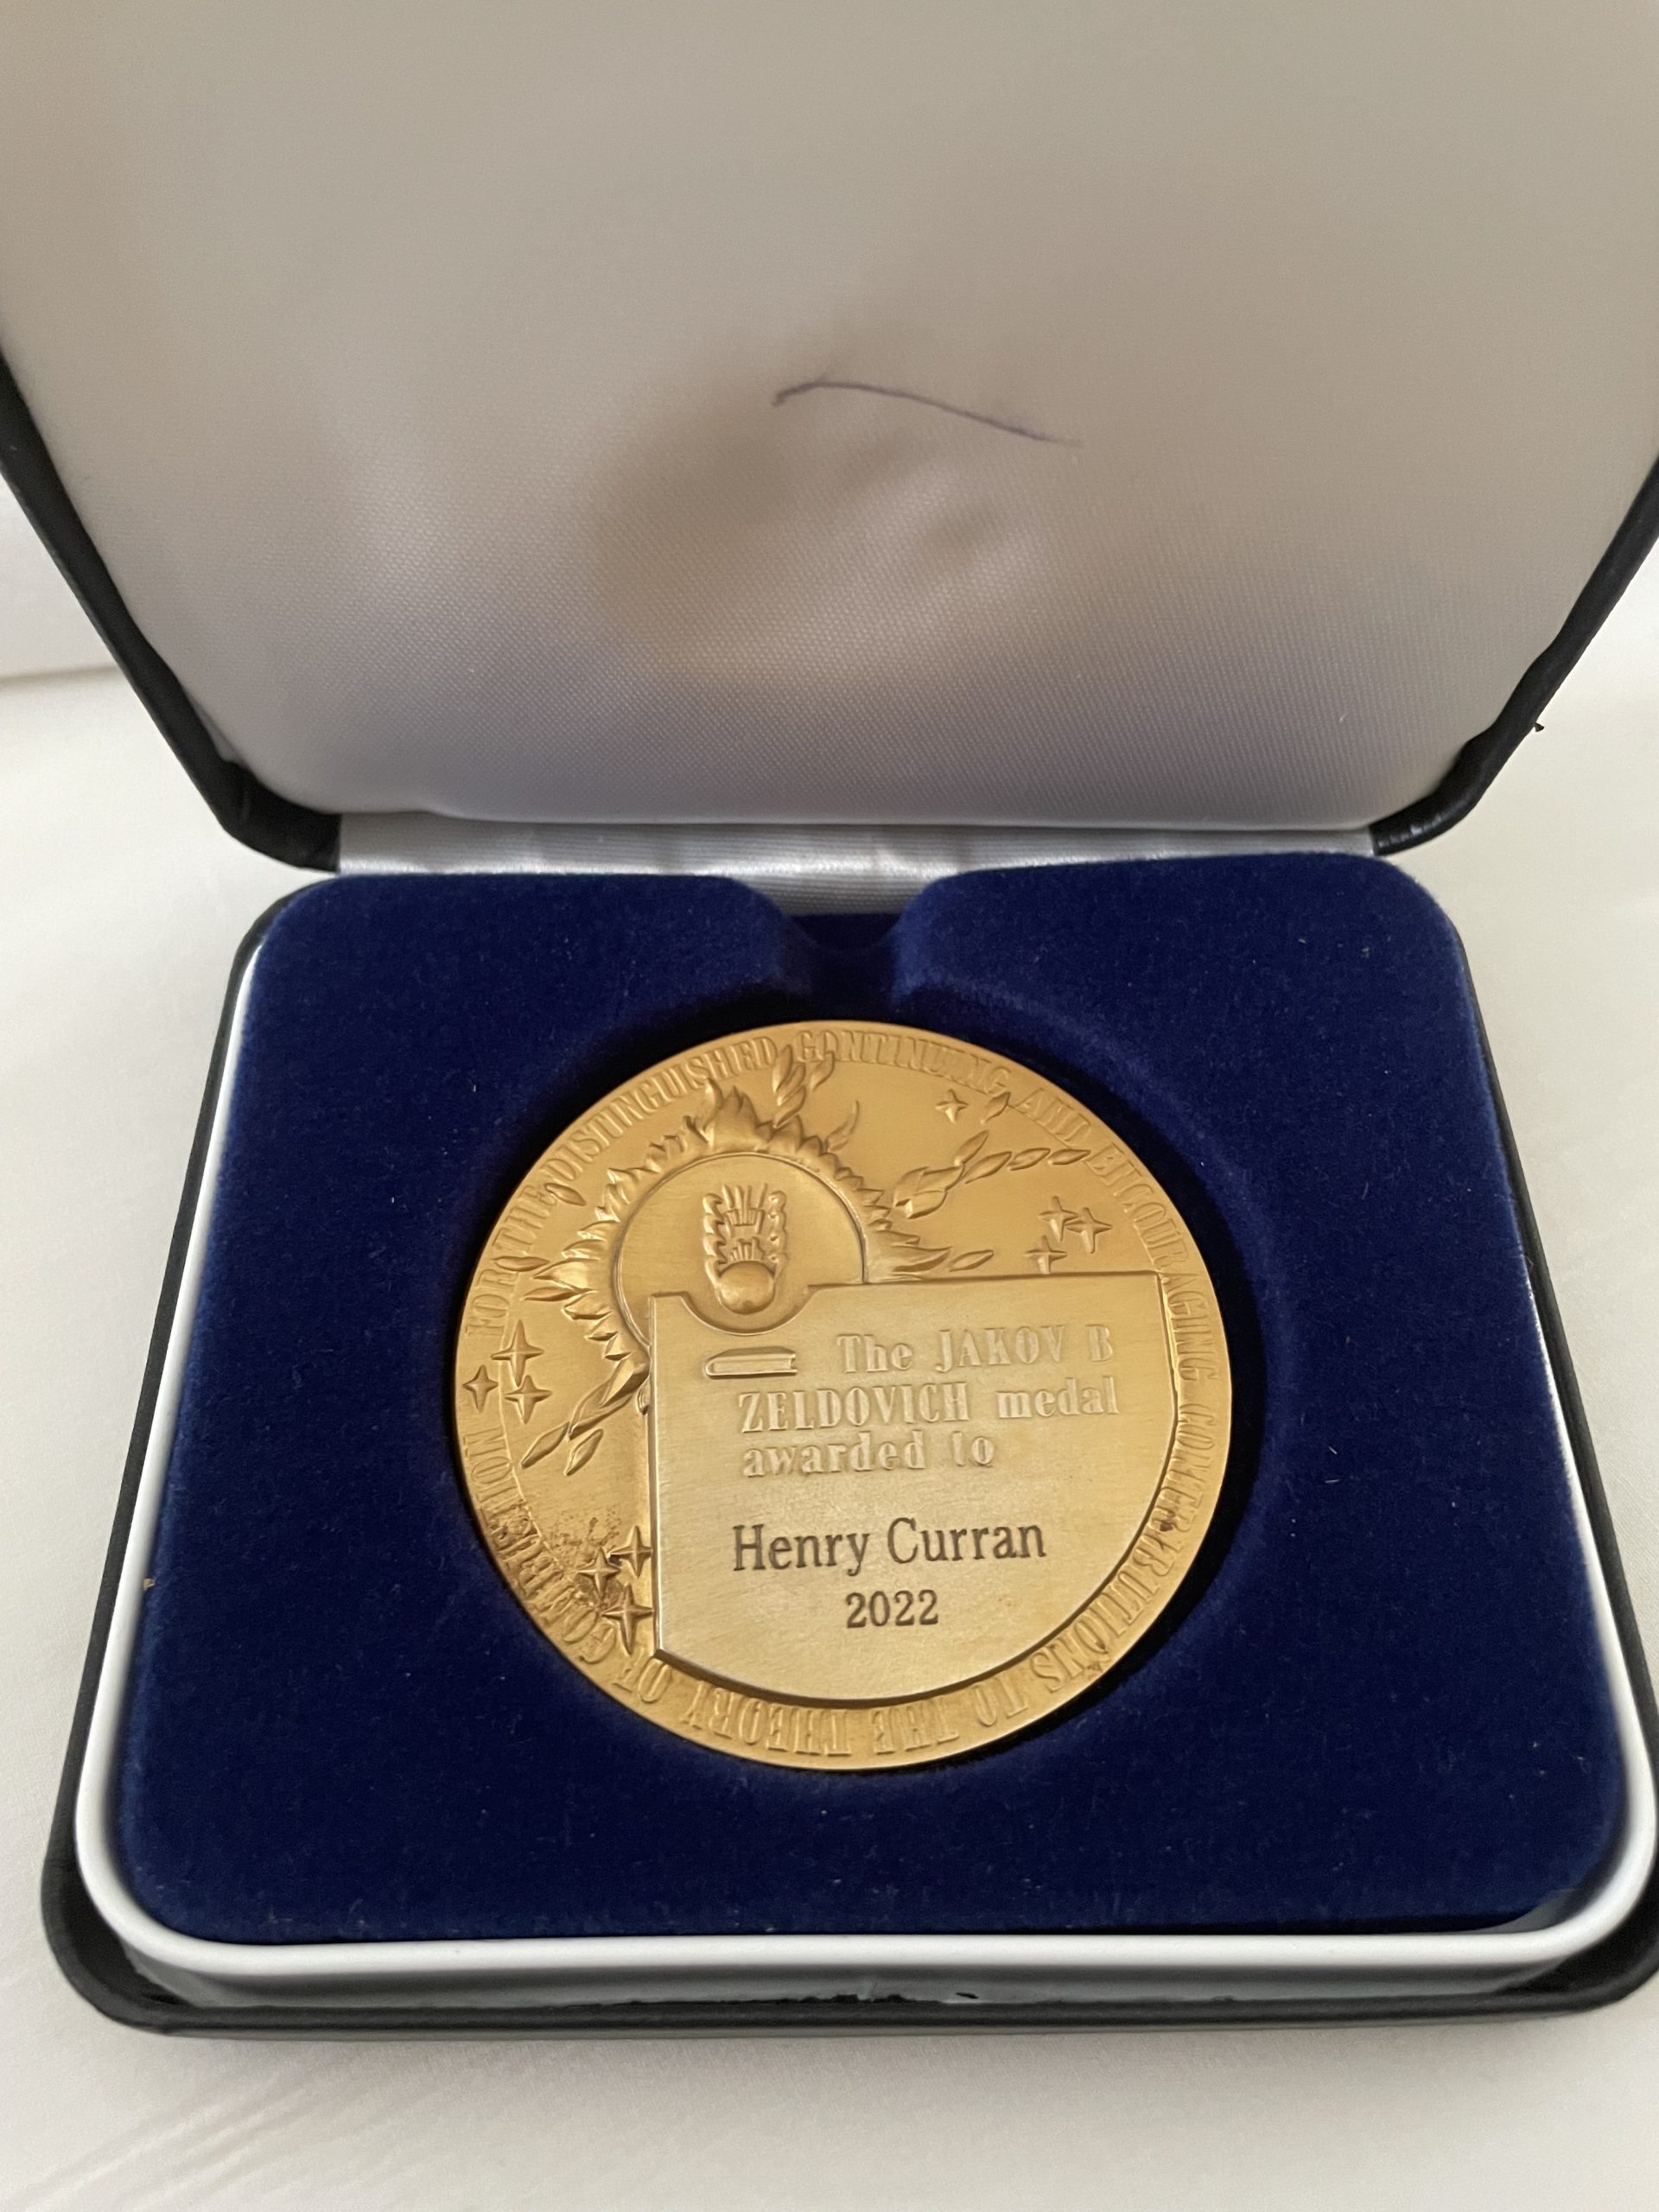 FOR THE DISTINGUISHED CONTINUING AND ENCOURAGING CONTRIBUTIONS TO THE THEORY OF COMBUSTION
The JAKOV B
ZELDOVICH medal
awarded to
Henry Curran
2022